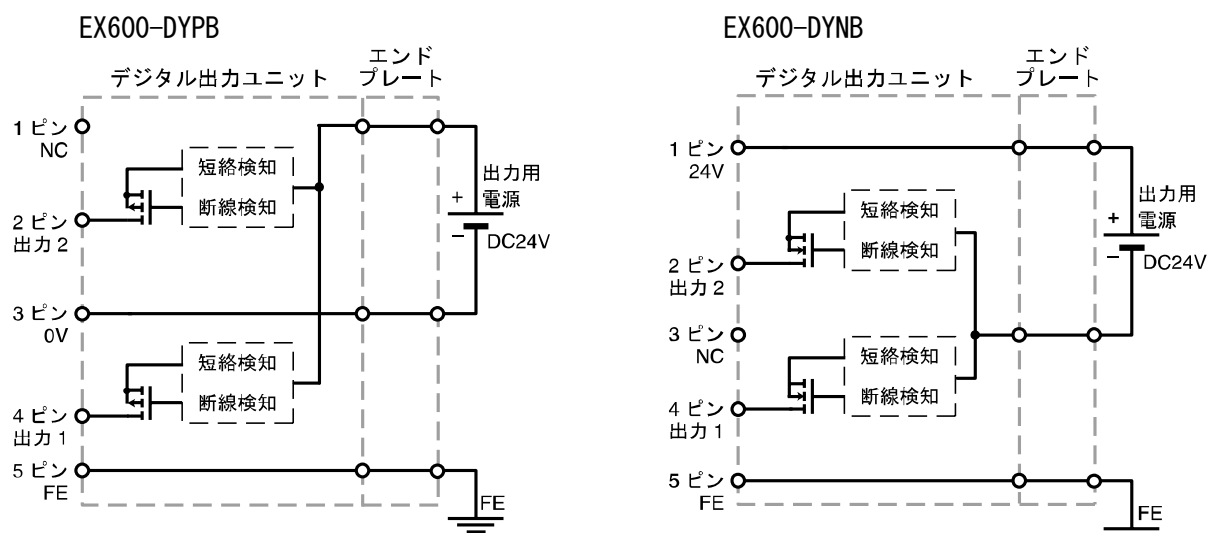 EX600-DYPB
デジタル出力ユニット
エンド
プレート
1 ピン
NC
短絡検知
断線検知
2 ピン
出力 2
出力用
電源
+
−
DC24V
3 ピン
0V
短絡検知
断線検知
4 ピン
出力 1
5 ピン
FE
FE
EX600-DYNB
デジタル出力ユニット
エンド
プレート
1 ピン
24V
短絡検知
断線検知
2 ピン
出力 2
出力用
電源
+
−
DC24V
3 ピン
NC
短絡検知
断線検知
4 ピン
出力 1
5 ピン
FE
FE